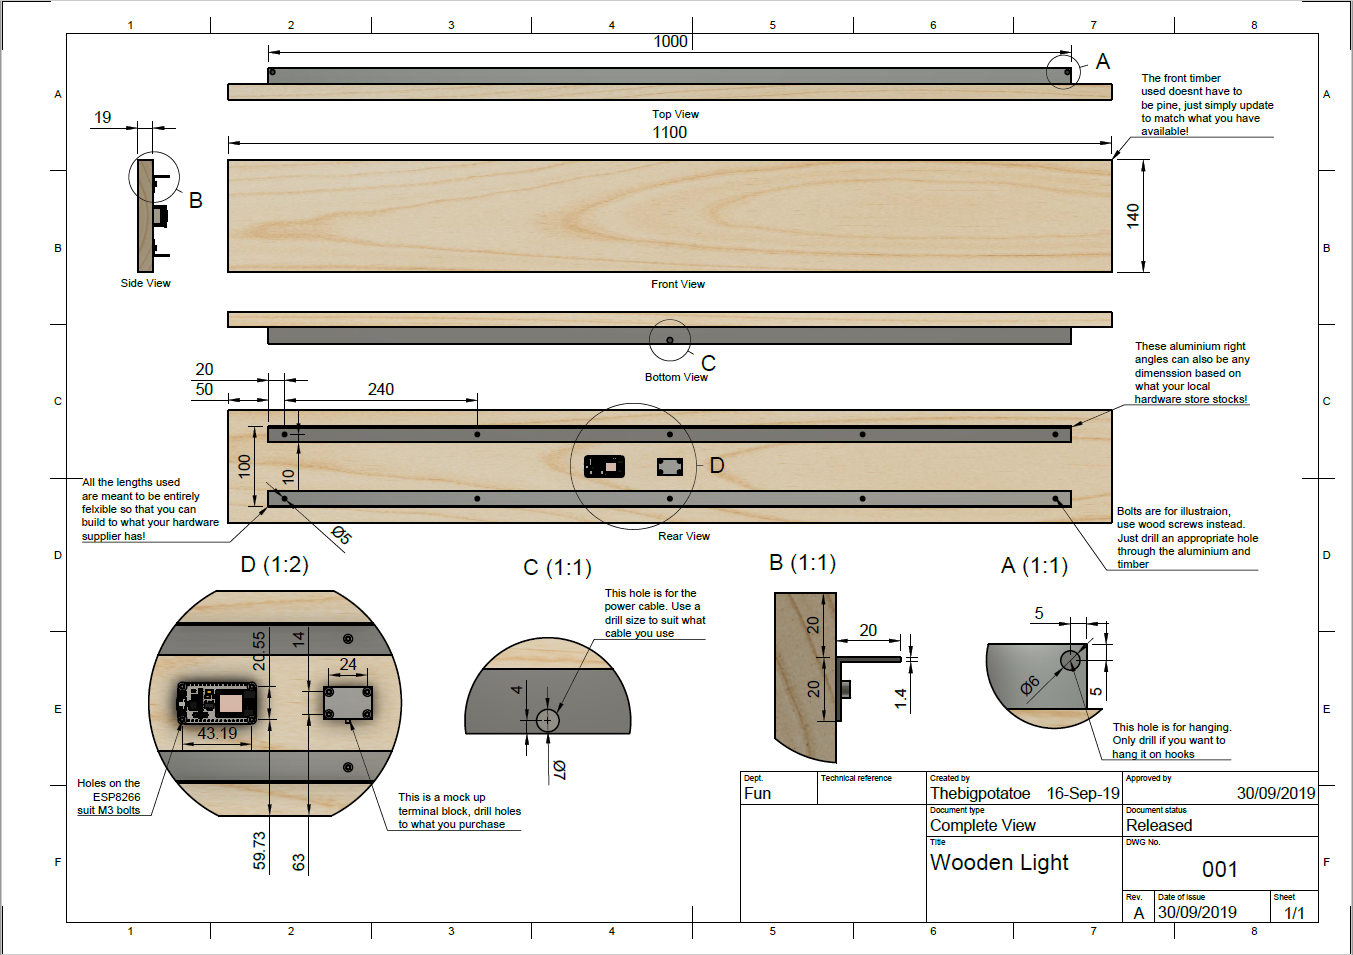 1 2 3 4 5 6 7 8
1000
A
A
A
The front timber
used doesnt have to
be pine, just simply update
to match what you have
available!
Top View
19
1100
B
140
B
B
Side View
Front View
C
Bottom View
These aluminium right
angles can also be any
dimenssion based on
what your local
hardware store stocks!
20
50
240
C
C
100
10
D
All the lengths used
are meant to be entirely
felxible so that you can
build to what your hardware
supplier has!
Ø5
Rear View
Bolts are for illustraion,
use wood screws instead.
Just drill an appropriate hole
through the aluminium and
timber
D
D
D (1:2)
C (1:1)
B (1:1)
A (1:1)
This hole is for the
power cable. Use a
drill size to suit what
cable you use
20.55
14
24
43.19
59.73
63
4
Ø7
20
20
20
1.4
5
Ø6
5
E
E
This hole is for hanging.
Only drill if you want to
hang it on hooks
Holes on the
ESP8266
suit M3 bolts
This is a mock up
terminal block, drill holes
to what you purchase
F
F
Dept.
Fun
Technical reference
Created by
Thebigpotatoe 16-Sep-19
Approved by
30/09/2019
Document type
Complete View
Document status
Released
Title
Wooden Light
DWG No.
001
Rev.
A
Date of issue
30/09/2019
Sheet
1/1
1 2 3 4 5 6 7 8